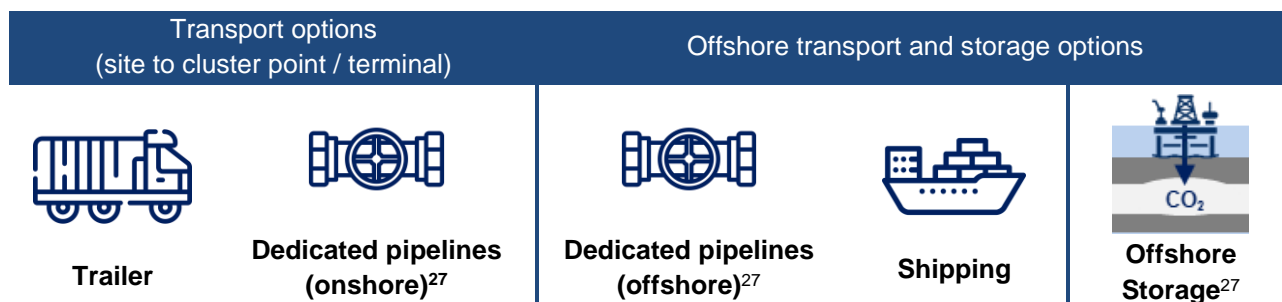 Transport options
(site to cluster point / terminal)
Offshore transport and storage options
Trailer
Dedicated pipelines
(onshore)27
Dedicated pipelines
(offshore)27
Shipping
CO2
Offshore
Storage27